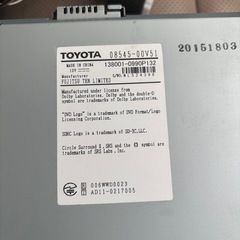 TOYOTA 08545-00V51
MADE IN CHINA
12V
138001-0990P132
Manufacturer
FUJITSU TEN LIMITED
Manufactured under license from
Dolby Laboratories. Dolby and the double-D
symbol are trademarks of Dolby Laboratories.
"DVD Logo" is a trademark of DVD Format/Logo
Licensing Corporation.
SDHC Logo is a trademark of SD-3C,LLC.
Circle Surround Ⅱ,SRS and the symbol
are trademarks of SRS Labs, Inc.
006WWD0023
AD11-0217005
20151803